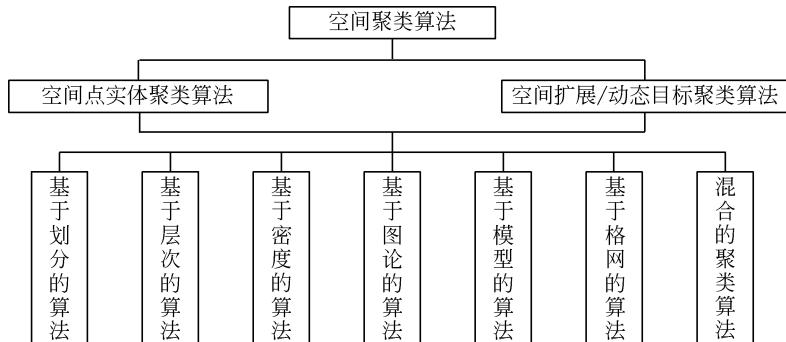 空间聚类算法
空间点实体聚类算法
空间扩展/动态目标聚类算法
基于划分的算法
基于层次的算法
基于密度的算法
基于图论的算法
基于模型的算法
基于格网的算法
混合的聚类算法